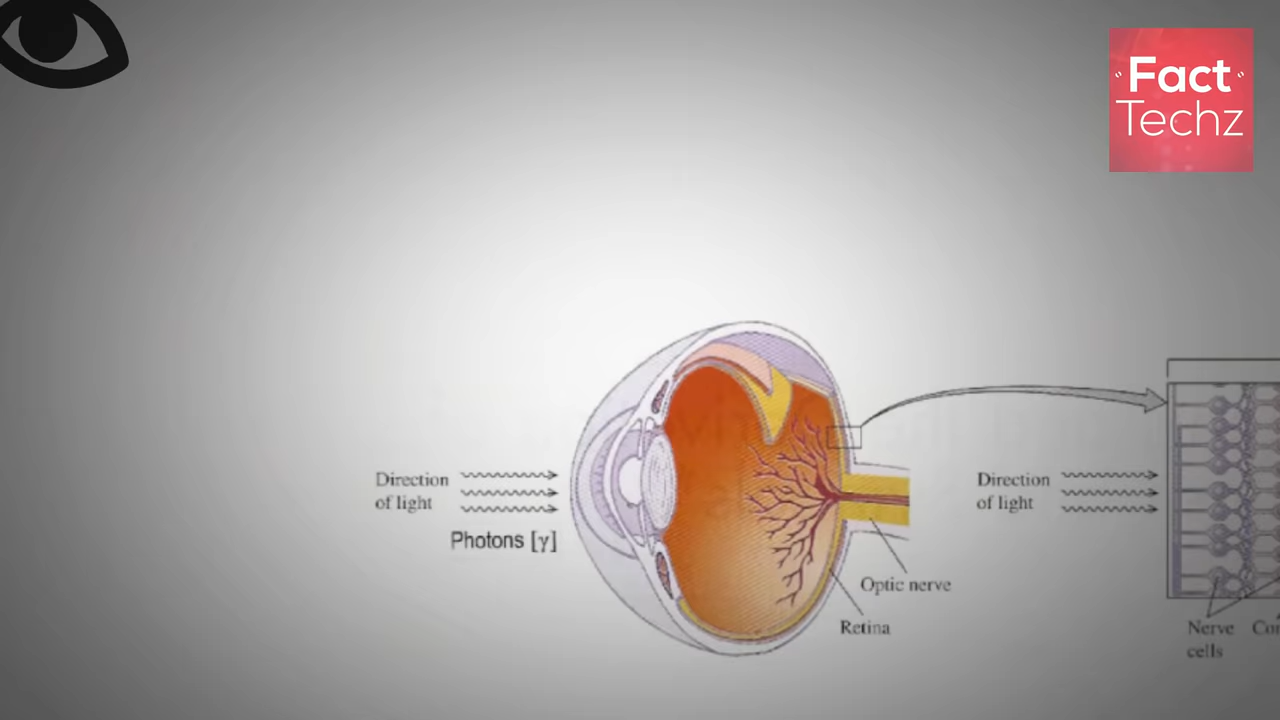 Fact
Techz
Direction
of light
Photons [γ]
Direction
of light
Optic nerve
Retina
Nerve
cells